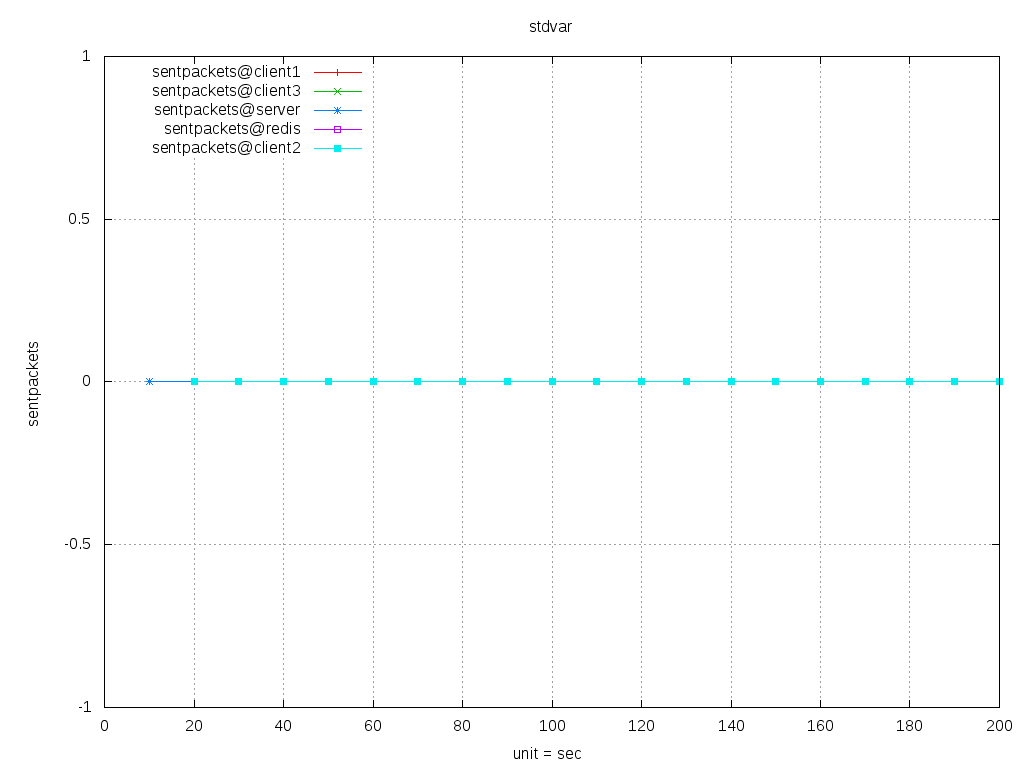 stdvar
1
sentpackets@client1
sentpackets@client3
sentpackets@server
sentpackets@redis
sentpackets@client2
0.5
sentpackets
0
-0.5
-1
0 20 40 60 80 100 120 140 160 180 200
unit = sec